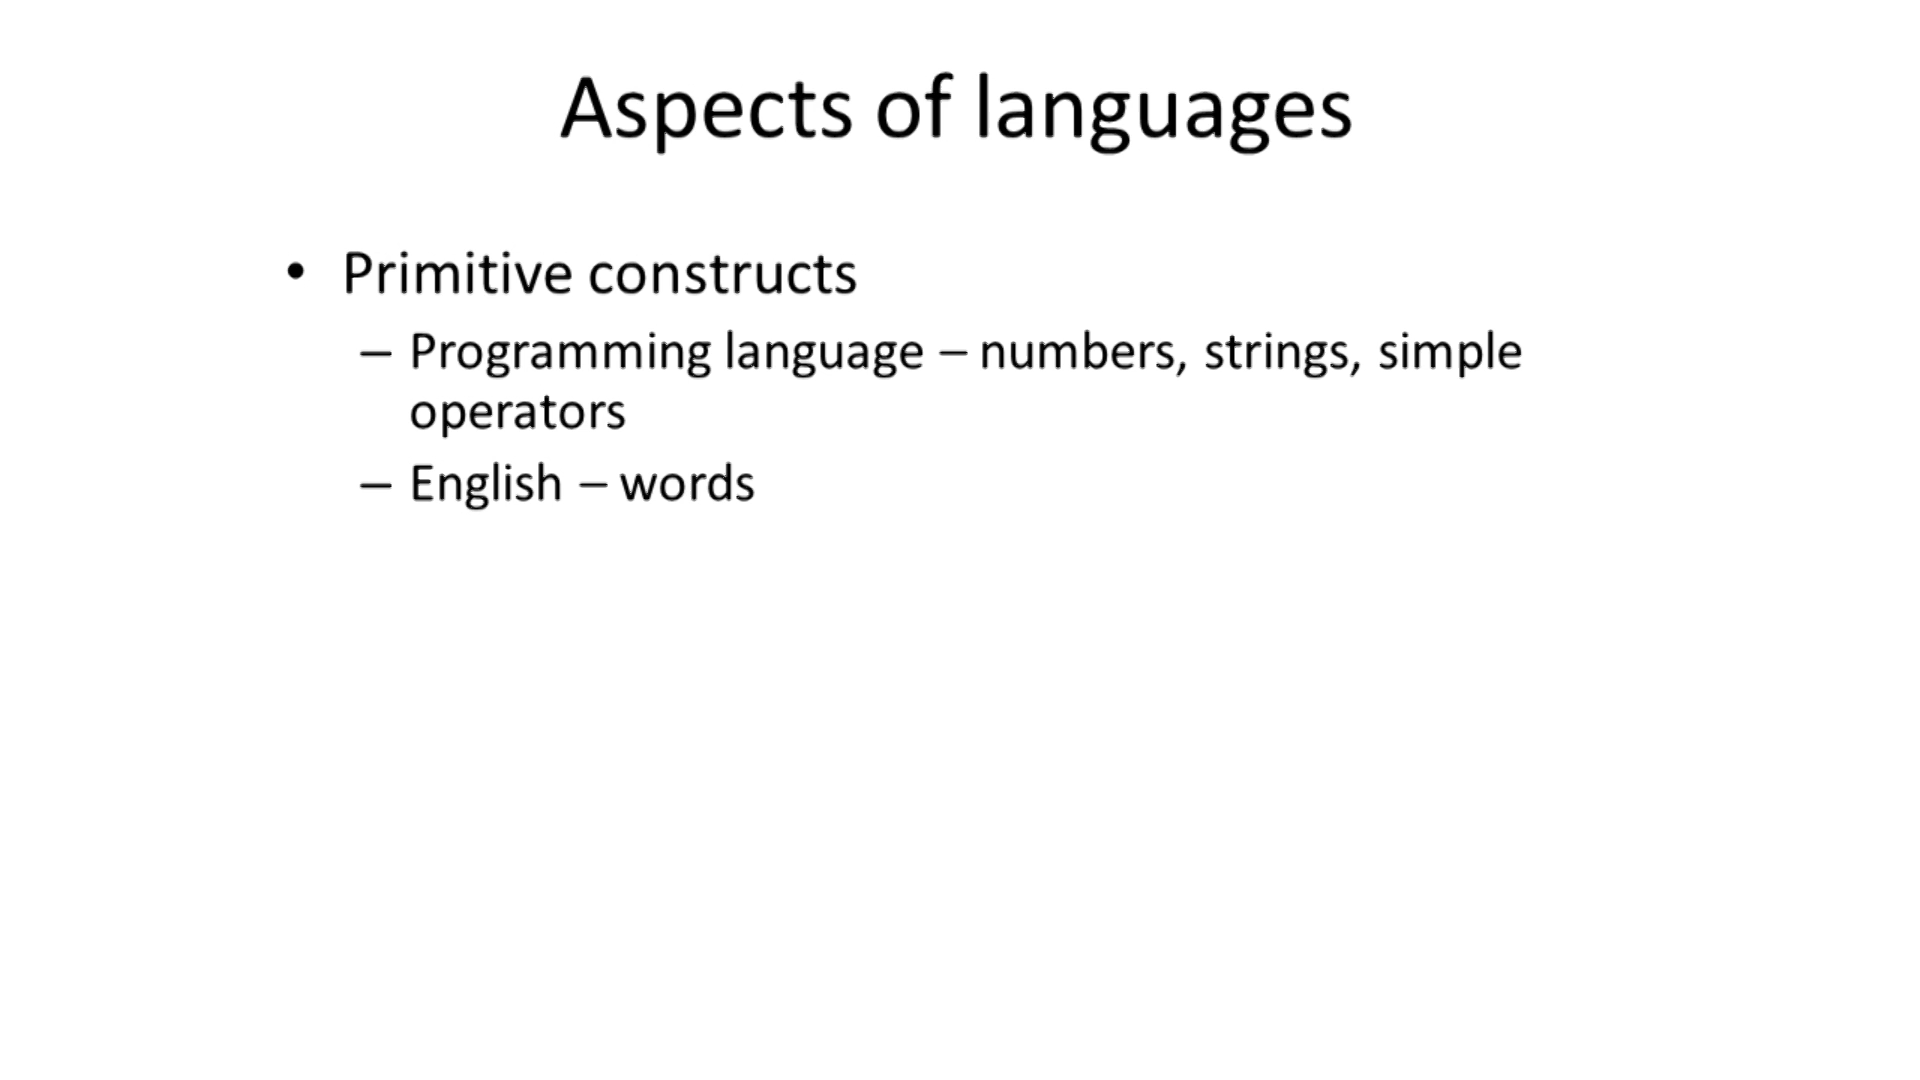 Aspects of languages
• Primitive constructs
– Programming language – numbers, strings, simple
operators
– English – words